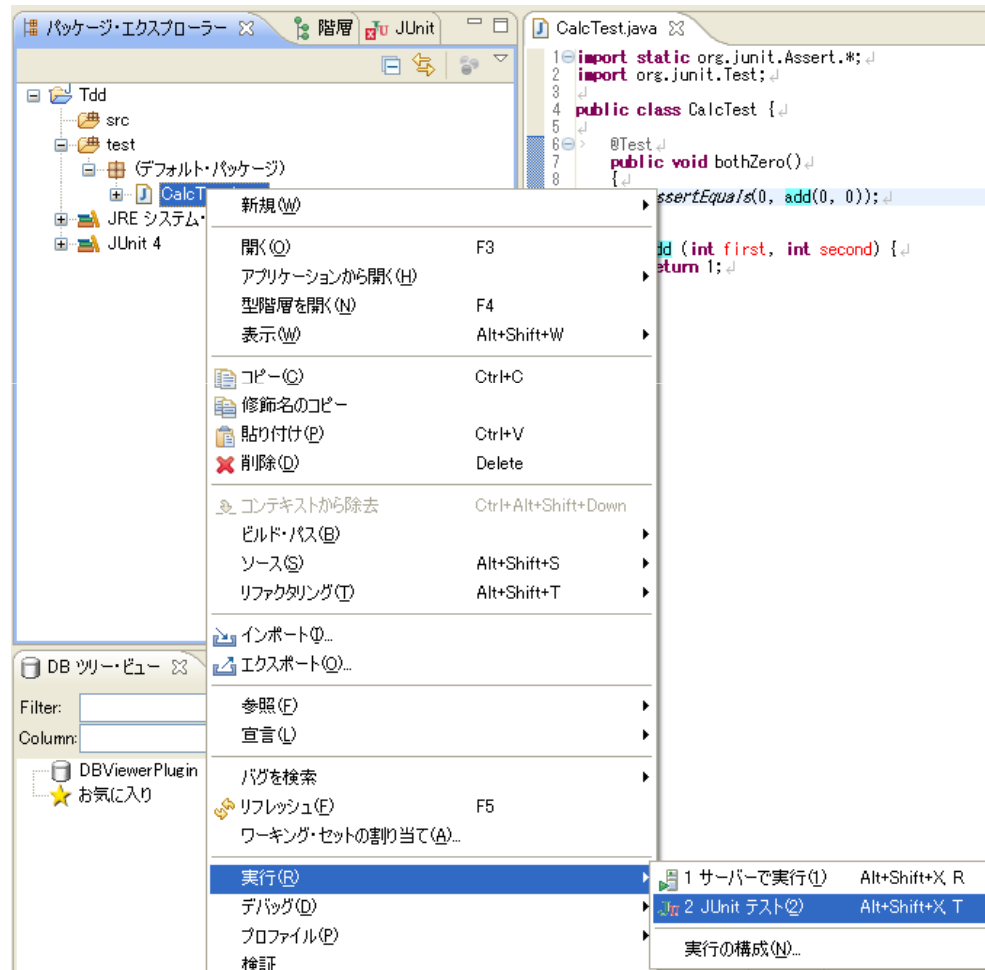 パッケージ・エクスプローラー
階層
JUnit
Tdd
src
test
(デフォルト・パッケージ)
CalcT
JRE システム・
JUnit 4
CalcTest.java
1 import static org.junit.Assert.*;
2 import org.junit.Test;
3
4 public class CalcTest {
5
6 @Test
7 public void bothZero()
8 {
ssertEquals(0, add(0, 0));
dd (int first, int second) {
eturn 1;
新規(W)
開く(O) F3
アプリケーションから開く(H)
型階層を開く(N) F4
表示(W) Alt+Shift+W
コピー(C) Ctrl+C
修飾名のコピー
貼り付け(P) Ctrl+V
削除(D) Delete
コンテキストから除去 Ctrl+Alt+Shift+Down
ビルド・パス(B)
ソース(S) Alt+Shift+S
リファクタリング(T) Alt+Shift+T
インポート(I)...
エクスポート(O)...
参照(F)
宣言(L)
バグを検索
リフレッシュ(F) F5
ワーキング・セットの割り当て(A)...
実行(R)
デバッグ(D)
プロファイル(P)
検証
1 サーバーで実行(1) Alt+Shift+X, R
2 JUnit テスト(2) Alt+Shift+X, T
実行の構成(N)...
DB ツリー・ビュー
Filter:
Column:
DBViewerPlugin
お気に入り